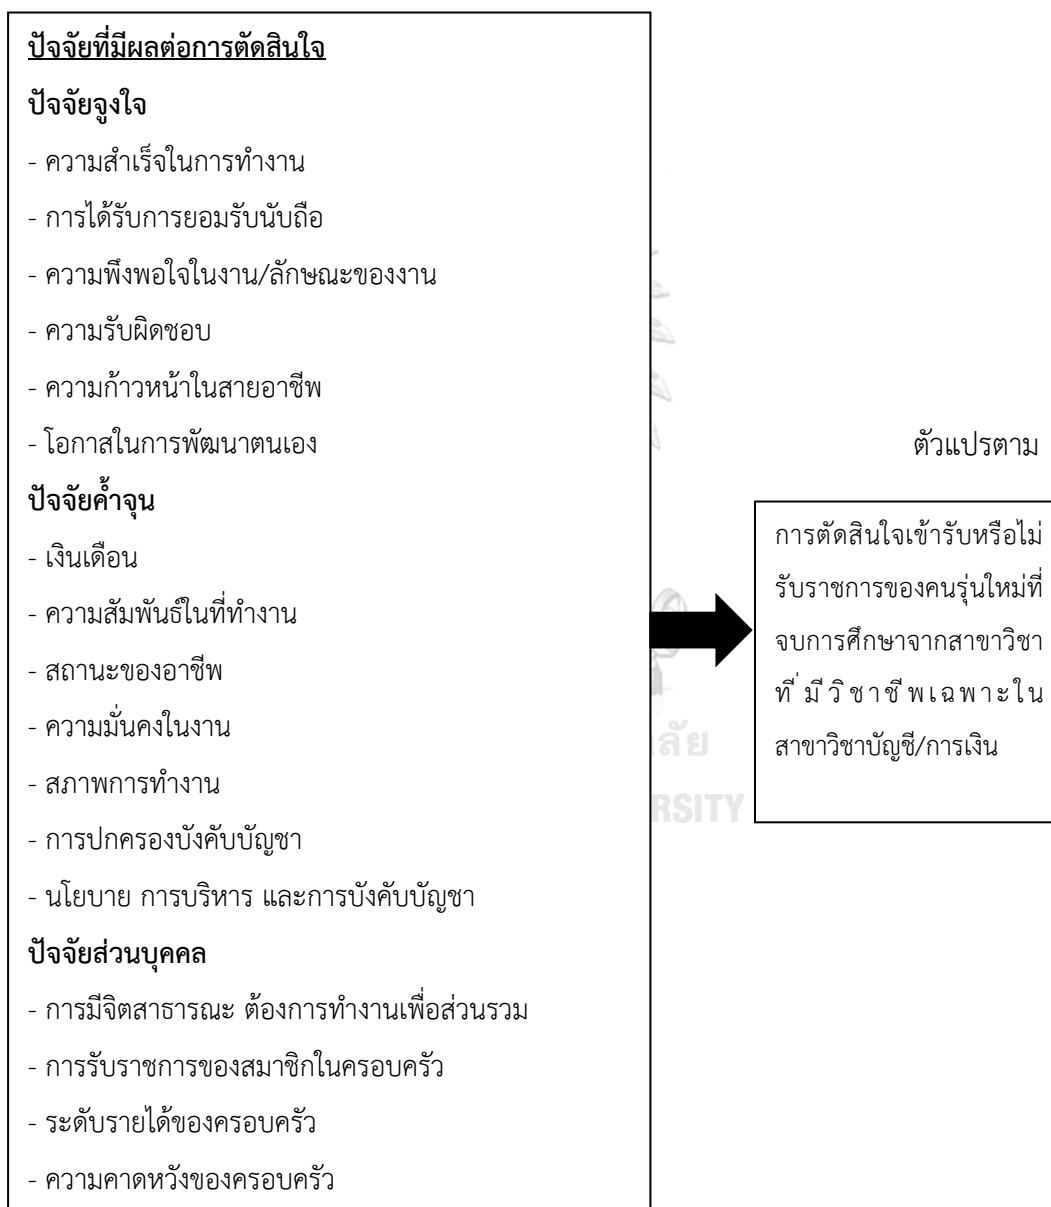 ปัจจัยที่มีผลต่อการตัดสินใจ
ปัจจัยจูงใจ
- ความสำเร็จในการทำงาน
- การได้รับการยอมรับนับถือ
- ความพึงพอใจในงาน/ลักษณะของงาน
- ความรับผิดชอบ
- ความก้าวหน้าในสายอาชีพ
- โอกาสในการพัฒนาตนเอง
ปัจจัยค้ำจุน
- เงินเดือน
- ความสัมพันธ์ในที่ทำงาน
- สถานะของอาชีพ
- ความมั่นคงในงาน
- สภาพการทำงาน
- การปกครองบังคับบัญชา
- นโยบาย การบริหาร และการบังคับบัญชา
ปัจจัยส่วนบุคคล
- การมีจิตสาธารณะ ต้องการทำงานเพื่อส่วนรวม
- การรับราชการของสมาชิกในครอบครัว
- ระดับรายได้ของครอบครัว
- ความคาดหวังของครอบครัว
ตัวแปรตาม
การตัดสินใจเข้ารับหรือไม่
รับราชการของคนรุ่นใหม่ที่
จบการศึกษาจากสาขาวิชา
ที่มีวิชาชีพเฉพาะใน
สาขาวิชาบัญชี/การเงิน
ลัย
RSITY